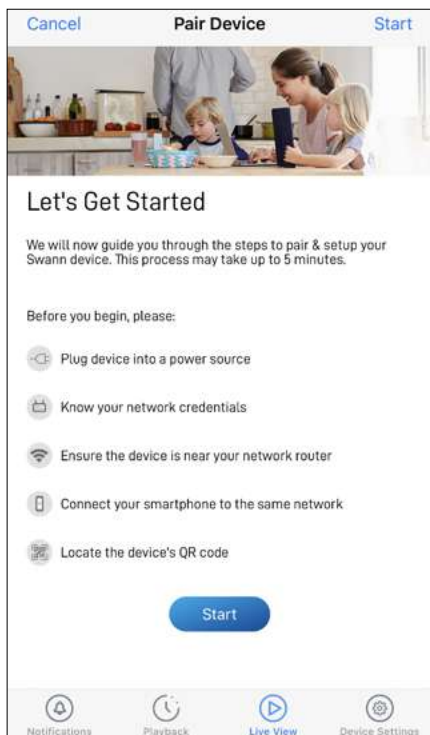 Cancel Pair Device Start
Let's Get Started
We will now guide you through the steps to pair & setup your
Swann device. This process may take up to 5 minutes.
Before you begin, please:
Plug device into a power source
Know your network credentials
Ensure the device is near your network router
Connect your smartphone to the same network
Locate the device's QR code
Start
Notifications Playback Live View Device Settings